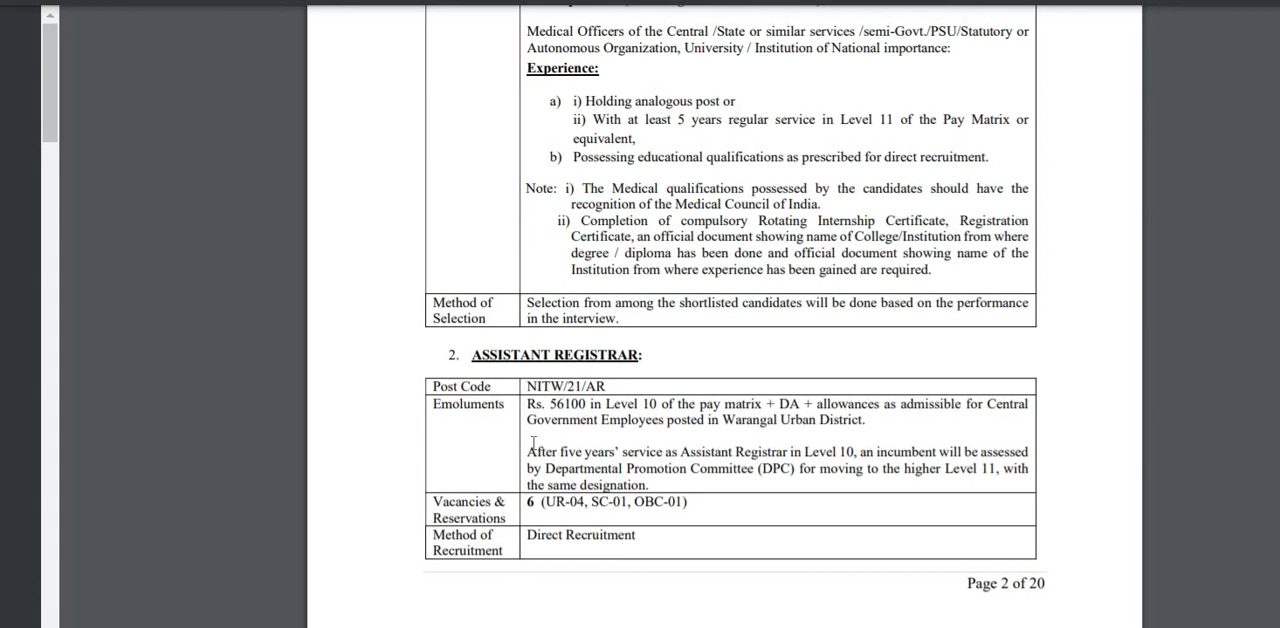 Medical Officers of the Central /State or similar services /semi-Govt./PSU/Statutory or
Autonomous Organization, University / Institution of National importance:
Experience:
a) i) Holding analogous post or
ii) With at least 5 years regular service in Level 11 of the Pay Matrix or
equivalent,
b) Possessing educational qualifications as prescribed for direct recruitment.
Note: i) The Medical qualifications possessed by the candidates should have the
recognition of the Medical Council of India.
ii) Completion of compulsory Rotating Internship Certificate, Registration
Certificate, an official document showing name of College/Institution from where
degree / diploma has been done and official document showing name of the
Institution from where experience has been gained are required.
Method of
Selection
Selection from among the shortlisted candidates will be done based on the performance
in the interview.
2. ASSISTANT REGISTRAR:
Post Code
NITW/21/AR
Emoluments
Rs. 56100 in Level 10 of the pay matrix + DA + allowances as admissible for Central
Government Employees posted in Warangal Urban District.
After five years' service as Assistant Registrar in Level 10, an incumbent will be assessed
by Departmental Promotion Committee (DPC) for moving to the higher Level 11, with
the same designation.
Vacancies &
Reservations
6 (UR-04, SC-01, OBC-01)
Method of
Recruitment
Direct Recruitment
Page 2 of 20